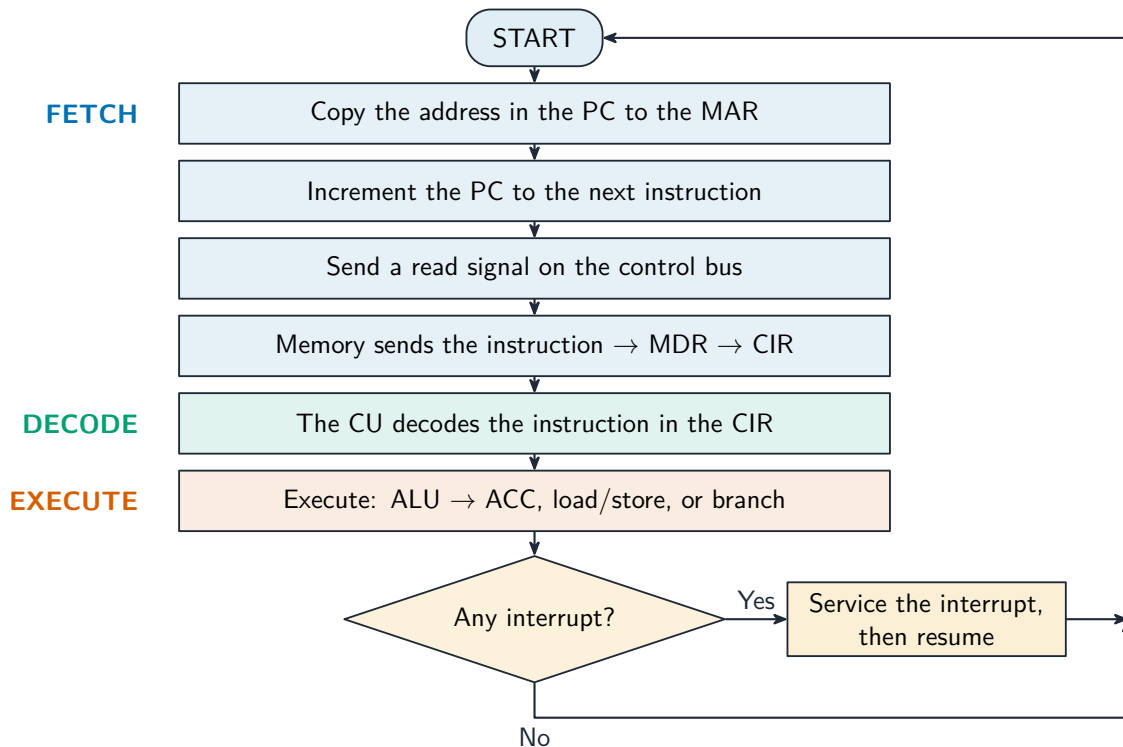 START
FETCH
Copy the address in the PC to the MAR
Increment the PC to the next instruction
Send a read signal on the control bus
Memory sends the instruction → MDR → CIR
DECODE
The CU decodes the instruction in the CIR
EXECUTE
Execute: ALU → ACC, load/store, or branch
Any interrupt?
Yes
Service the interrupt,
then resume
No